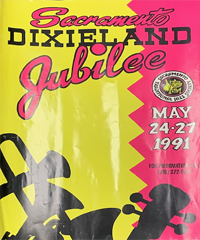 Sacramento
DIXIELAND
Jubilee
MAY
24-27
1991